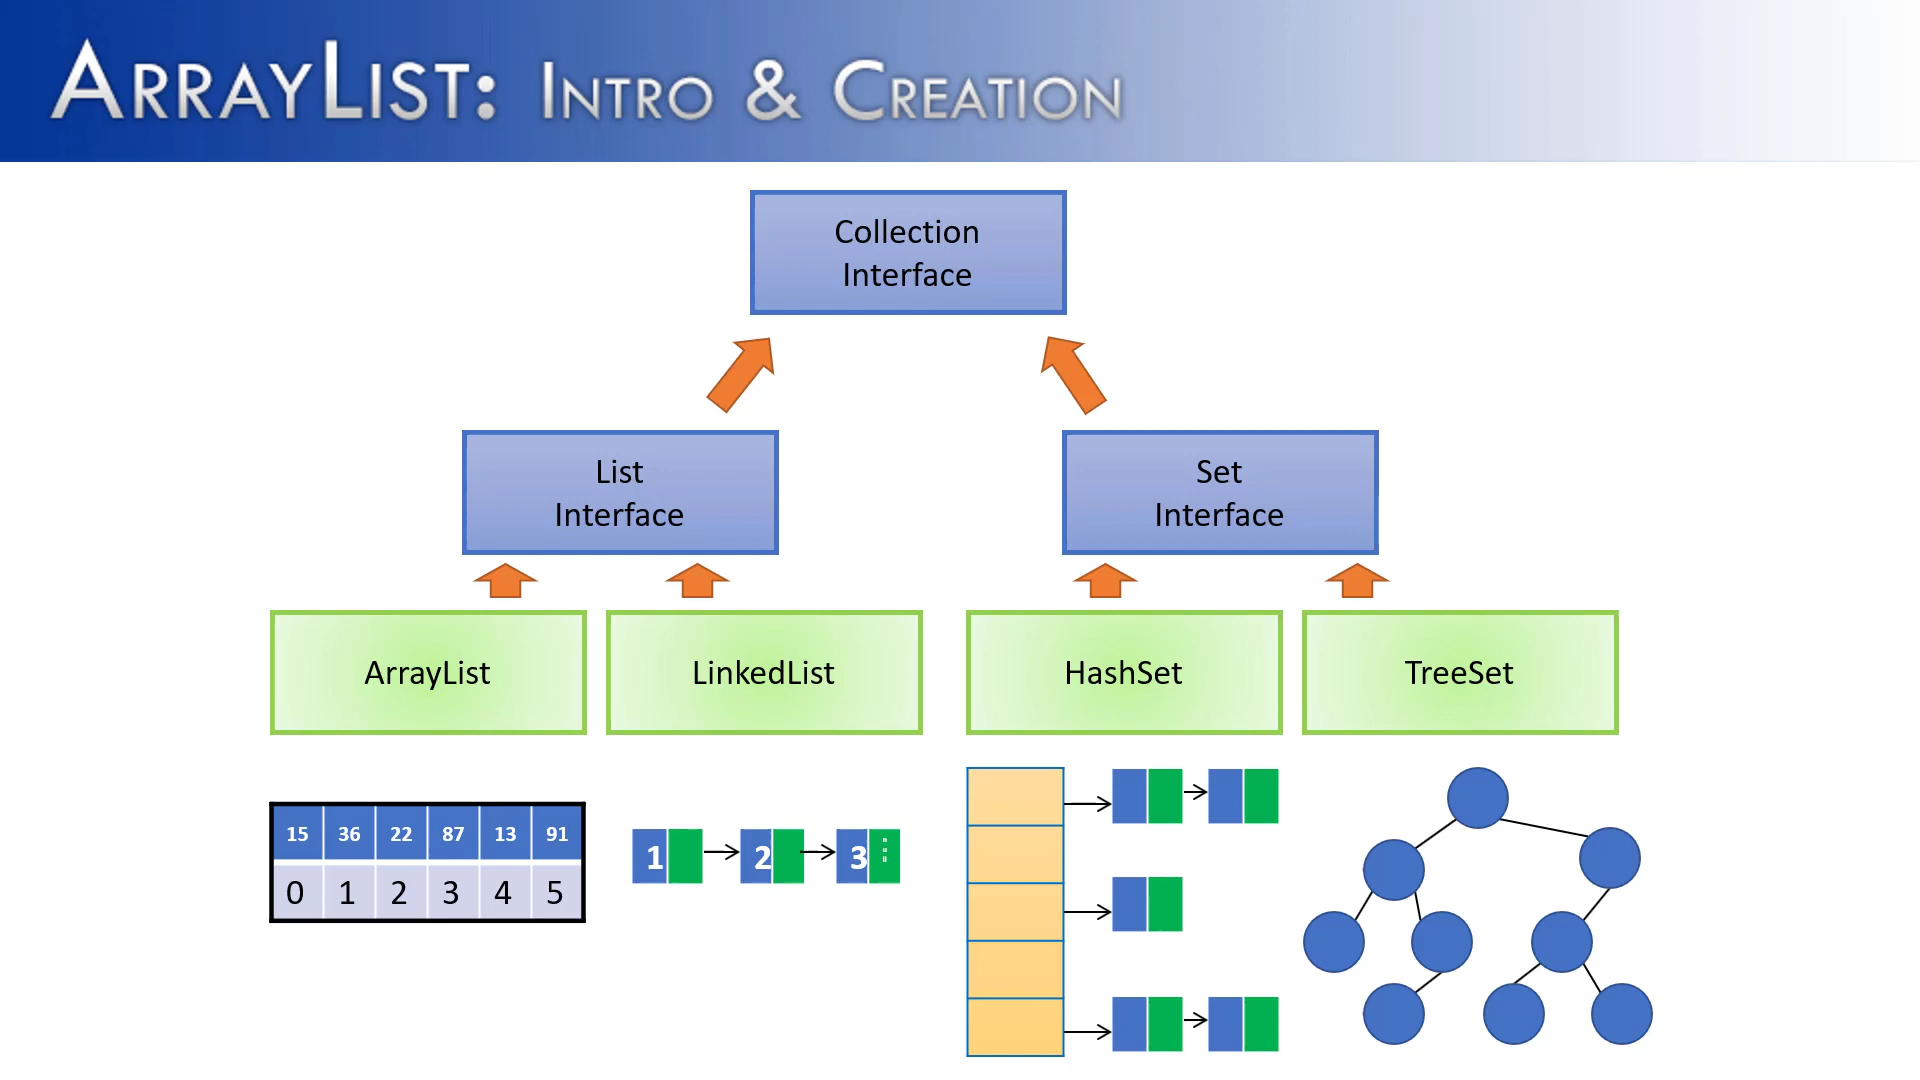 ArrayList: Intro & Creation
Collection
Interface
List
Interface
Set
Interface
ArrayList
LinkedList
HashSet
TreeSet
15 36 22 87 13 91
0 1 2 3 4 5
1 2 3